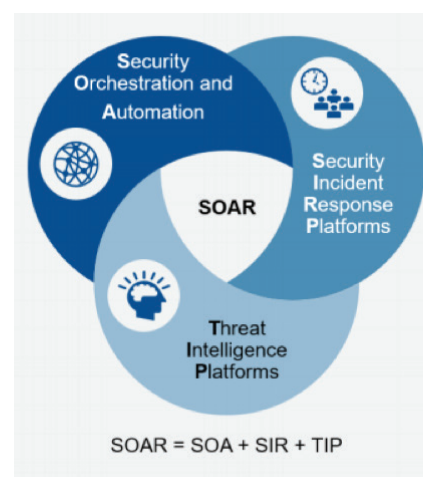 Security
Orchestration and
Automation
Security
Incident
Response
Platforms
SOAR
Threat
Intelligence
Platforms
SOAR = SOA + SIR + TIP